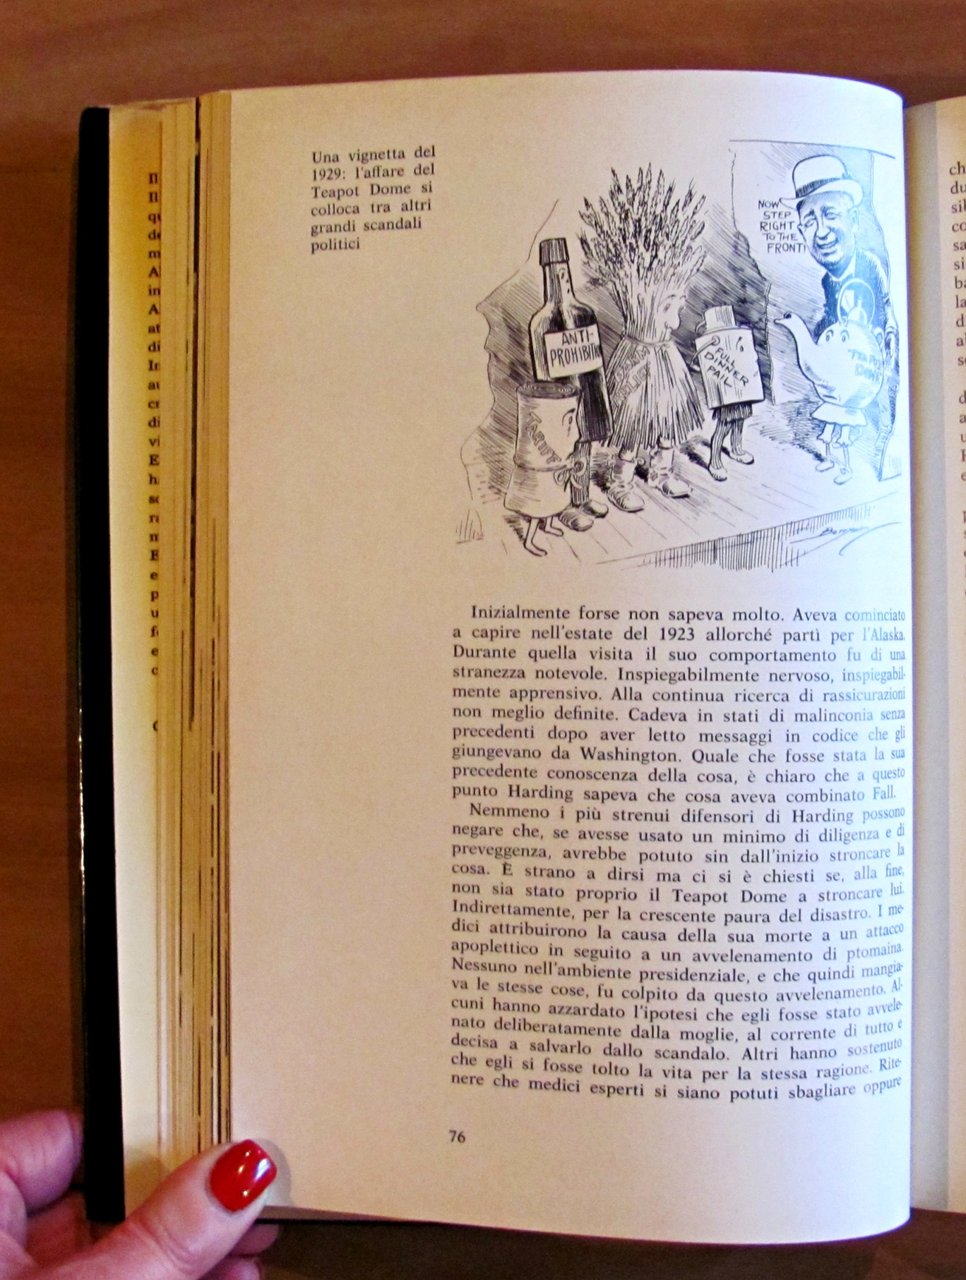 Una vignetta del
1929: l'affare del
Teapot Dome si
colloca tra altri
grandi scandali
politici
NOW
STEP
RIGHT
TO THE
FRONT!
ANTI-
PROHIBITION
FULL
DINNER
PAIL
TEAPOT
DOME
TARIFF
Inizialmente forse non sapeva molto. Aveva cominciato
a capire nell'estate del 1923 allorché partì per l'Alaska.
Durante quella visita il suo comportamento fu di una
stranezza notevole. Inspiegabilmente nervoso, inspiegabil-
mente apprensivo. Alla continua ricerca di rassicurazioni
non meglio definite. Cadeva in stati di malinconia senza
precedenti dopo aver letto messaggi in codice che gli
giungevano da Washington. Quale che fosse stata la sua
precedente conoscenza della cosa, è chiaro che a questo
punto Harding sapeva che cosa aveva combinato Fall.
Nemmeno i più strenui difensori di Harding possono
negare che, se avesse usato un minimo di diligenza e di
preveggenza, avrebbe potuto sin dall'inizio stroncare la
cosa. È strano a dirsi ma ci si è chiesti se, alla fine,
non sia stato proprio il Teapot Dome a stroncare lui.
Indirettamente, per la crescente paura del disastro. I me-
dici attribuirono la causa della sua morte a un attacco
apoplettico in seguito a un avvelenamento di ptomaina.
Nessuno nell'ambiente presidenziale, e che quindi mangia-
va le stesse cose, fu colpito da questo avvelenamento. Al-
cuni hanno azzardato l'ipotesi che egli fosse stato avvele-
nato deliberatamente dalla moglie, al corrente di tutto e
decisa a salvarlo dallo scandalo. Altri hanno sostenuto
che egli si fosse tolto la vita per la stessa ragione. Rite-
nere che medici esperti si siano potuti sbagliare oppure
76